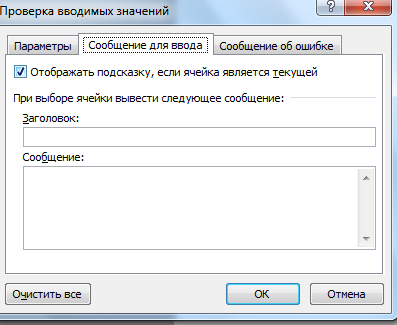 Проверка вводимых значений
Параметры Сообщение для ввода Сообщение об ошибке
Отображать подсказку, если ячейка является текущей
При выборе ячейки вывести следующее сообщение:
Заголовок:
Сообщение:
Очистить все ОК Отмена